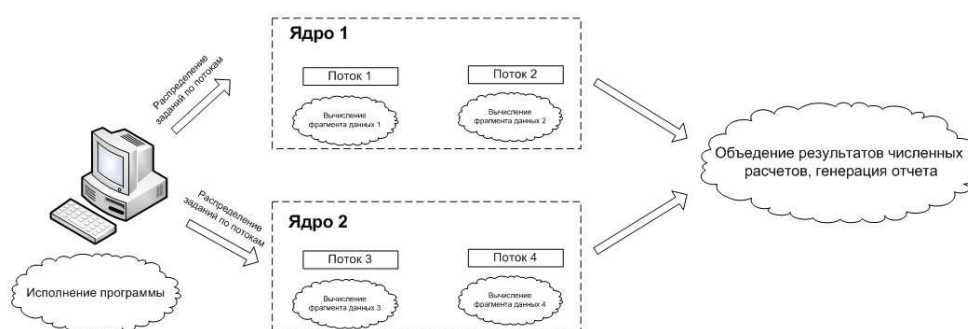 Ядро 1
Поток 1
Поток 2
Вычисление
фрагмента данных 1
Вычисление
фрагмента данных 2
Распределение
заданий по потокам
Объедение результатов численных
расчетов, генерация отчета
Распределение
заданий по потокам
Ядро 2
Поток 3
Поток 4
Вычисление
фрагмента данных 3
Вычисление
фрагмента данных 4
Исполнение программы